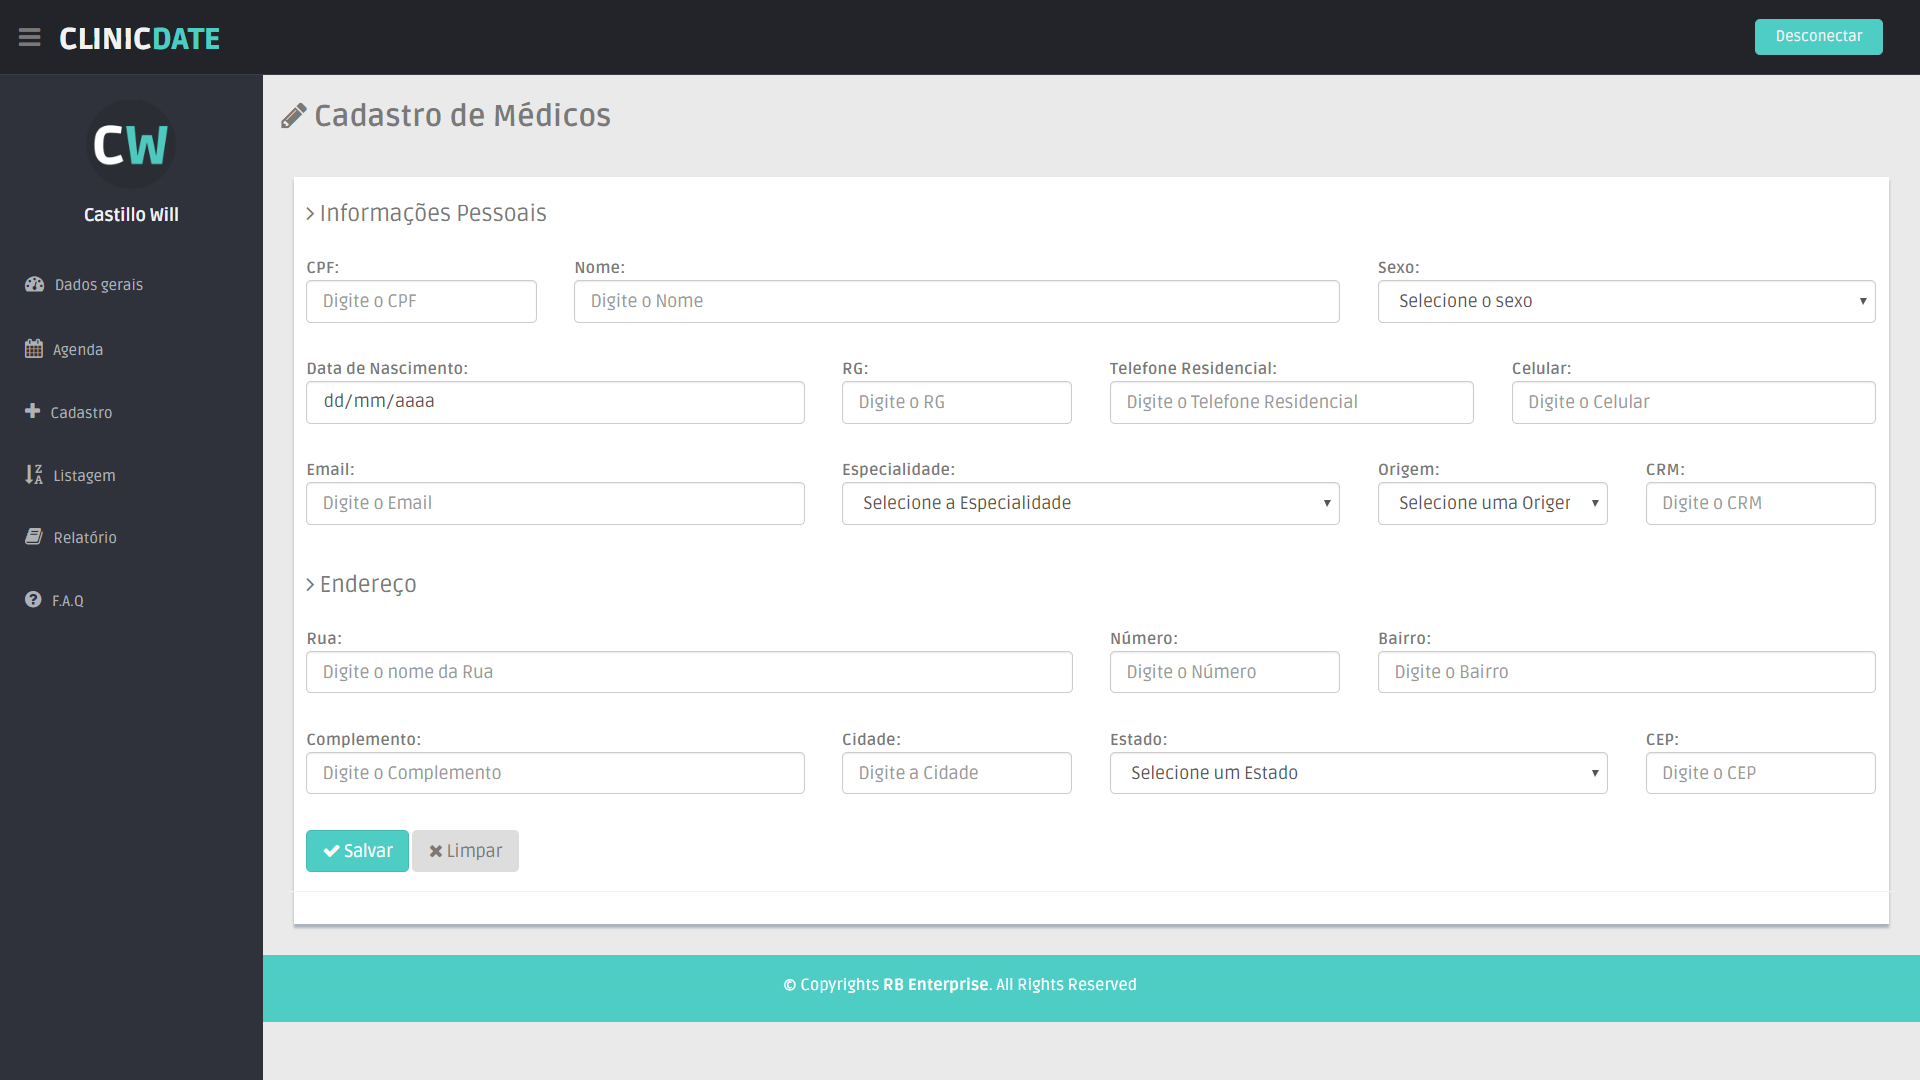 CLINICDATE
Desconectar
CW
Castillo Will
Dados gerais
Agenda
Cadastro
Listagem
Relatório
F.A.Q
Cadastro de Médicos
Informações Pessoais
CPF: Nome: Sexo:
Digite o CPF Digite o Nome Selecione o sexo
Data de Nascimento: RG: Telefone Residencial: Celular:
dd/mm/aaaa Digite o RG Digite o Telefone Residencial Digite o Celular
Email: Especialidade: Origem: CRM:
Digite o Email Selecione a Especialidade Selecione uma Origer Digite o CRM
Endereço
Rua: Número: Bairro:
Digite o nome da Rua Digite o Número Digite o Bairro
Complemento: Cidade: Estado: CEP:
Digite o Complemento Digite a Cidade Selecione um Estado Digite o CEP
Salvar Limpar
© Copyrights RB Enterprise. All Rights Reserved